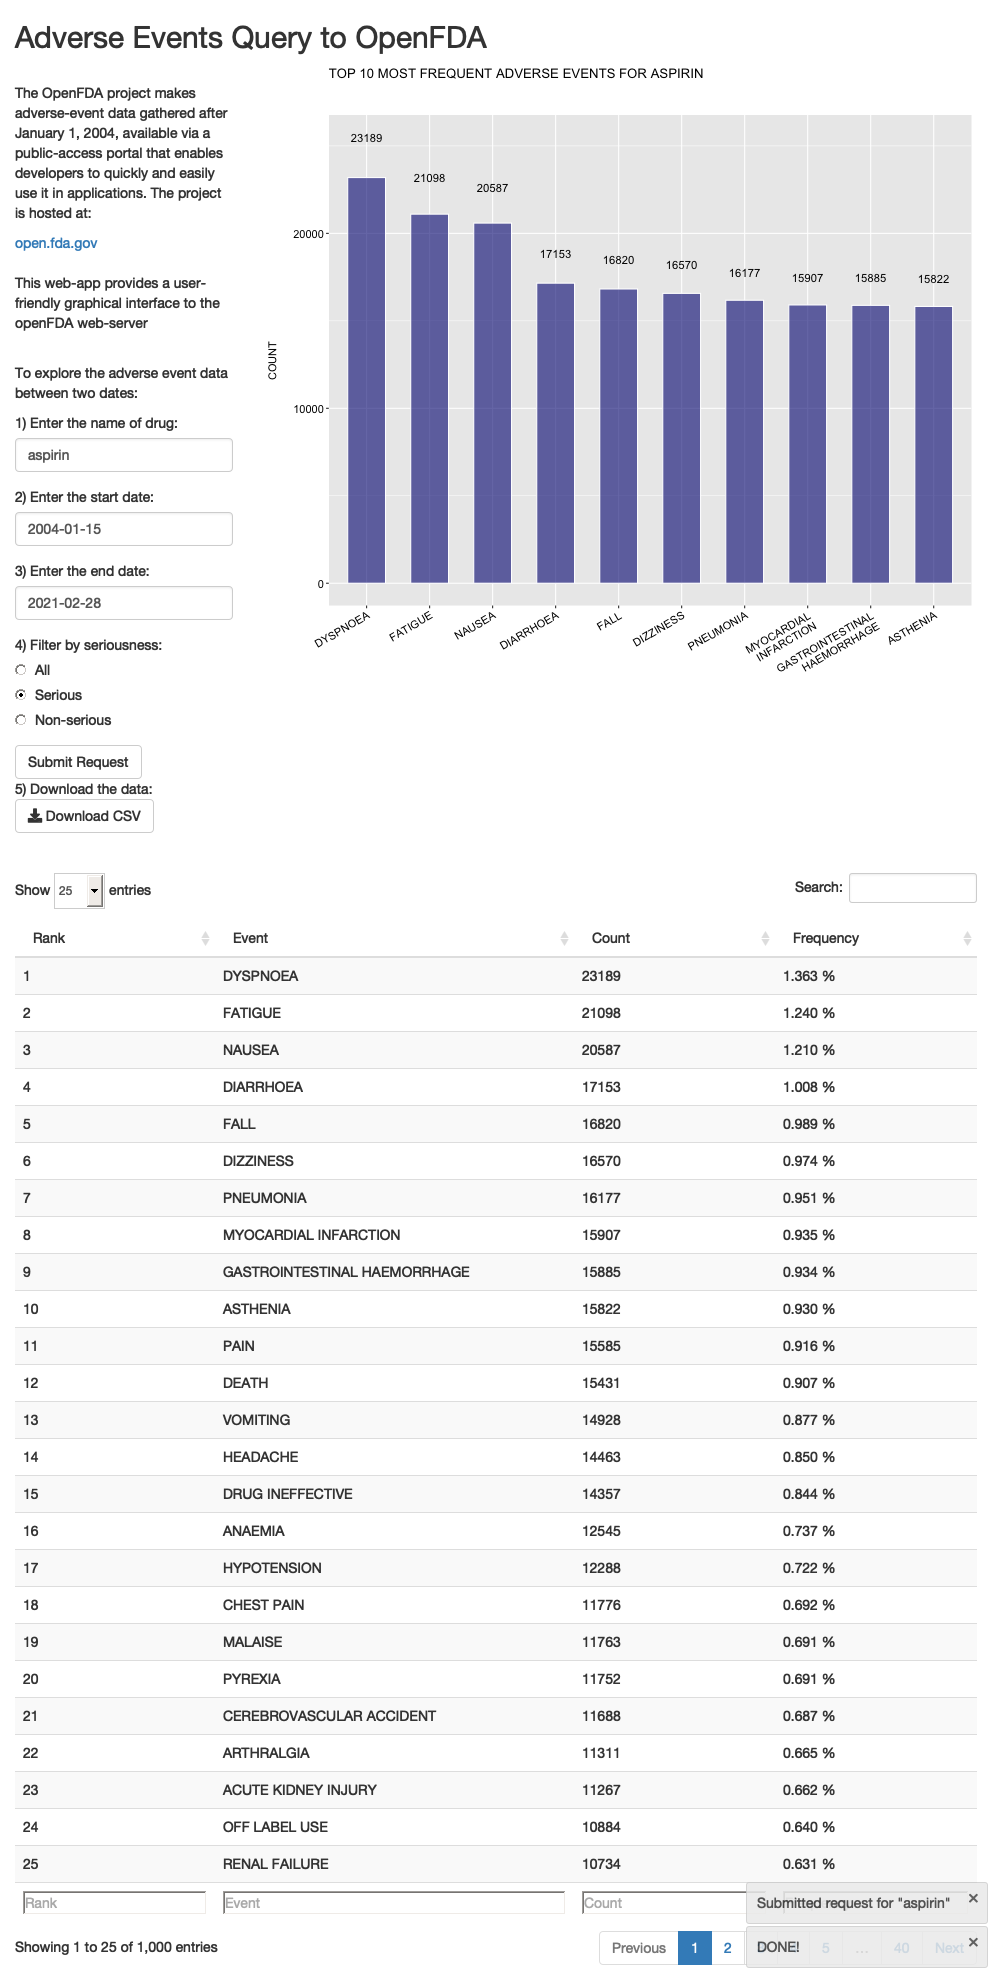 Adverse Events Query to OpenFDA
The OpenFDA project makes
adverse-event data gathered after
January 1, 2004, available via a
public-access portal that enables
developers to quickly and easily
use it in applications. The project
is hosted at:
open.fda.gov
This web-app provides a user-
friendly graphical interface to the
openFDA web-server
To explore the adverse event data
between two dates:
1) Enter the name of drug:
aspirin
2) Enter the start date:
2004-01-15
3) Enter the end date:
2021-02-28
4) Filter by seriousness:
All
Serious
Non-serious
Submit Request
5) Download the data:
Download CSV
TOP 10 MOST FREQUENT ADVERSE EVENTS FOR ASPIRIN
23189
21098
20587
17153
16820
16570
16177
15907
15885
15822
20000
10000
0
COUNT
DYSPNOEA
FATIGUE
NAUSEA
DIARRHOEA
FALL
DIZZINESS
PNEUMONIA
MYOCARDIAL
INFARCTION
GASTROINTESTINAL
HAEMORRHAGE
ASTHENIA
Show 25 entries
Search:
Rank Event Count Frequency
1 DYSPNOEA 23189 1.363 %
2 FATIGUE 21098 1.240 %
3 NAUSEA 20587 1.210 %
4 DIARRHOEA 17153 1.008 %
5 FALL 16820 0.989 %
6 DIZZINESS 16570 0.974 %
7 PNEUMONIA 16177 0.951 %
8 MYOCARDIAL INFARCTION 15907 0.935 %
9 GASTROINTESTINAL HAEMORRHAGE 15885 0.934 %
10 ASTHENIA 15822 0.930 %
11 PAIN 15585 0.916 %
12 DEATH 15431 0.907 %
13 VOMITING 14928 0.877 %
14 HEADACHE 14463 0.850 %
15 DRUG INEFFECTIVE 14357 0.844 %
16 ANAEMIA 12545 0.737 %
17 HYPOTENSION 12288 0.722 %
18 CHEST PAIN 11776 0.692 %
19 MALAISE 11763 0.691 %
20 PYREXIA 11752 0.691 %
21 CEREBROVASCULAR ACCIDENT 11688 0.687 %
22 ARTHRALGIA 11311 0.665 %
23 ACUTE KIDNEY INJURY 11267 0.662 %
24 OFF LABEL USE 10884 0.640 %
25 RENAL FAILURE 10734 0.631 %
Rank Event Count
Submitted request for "aspirin" ×
Showing 1 to 25 of 1,000 entries
Previous 1 2 5 … 40 Next
DONE! ×